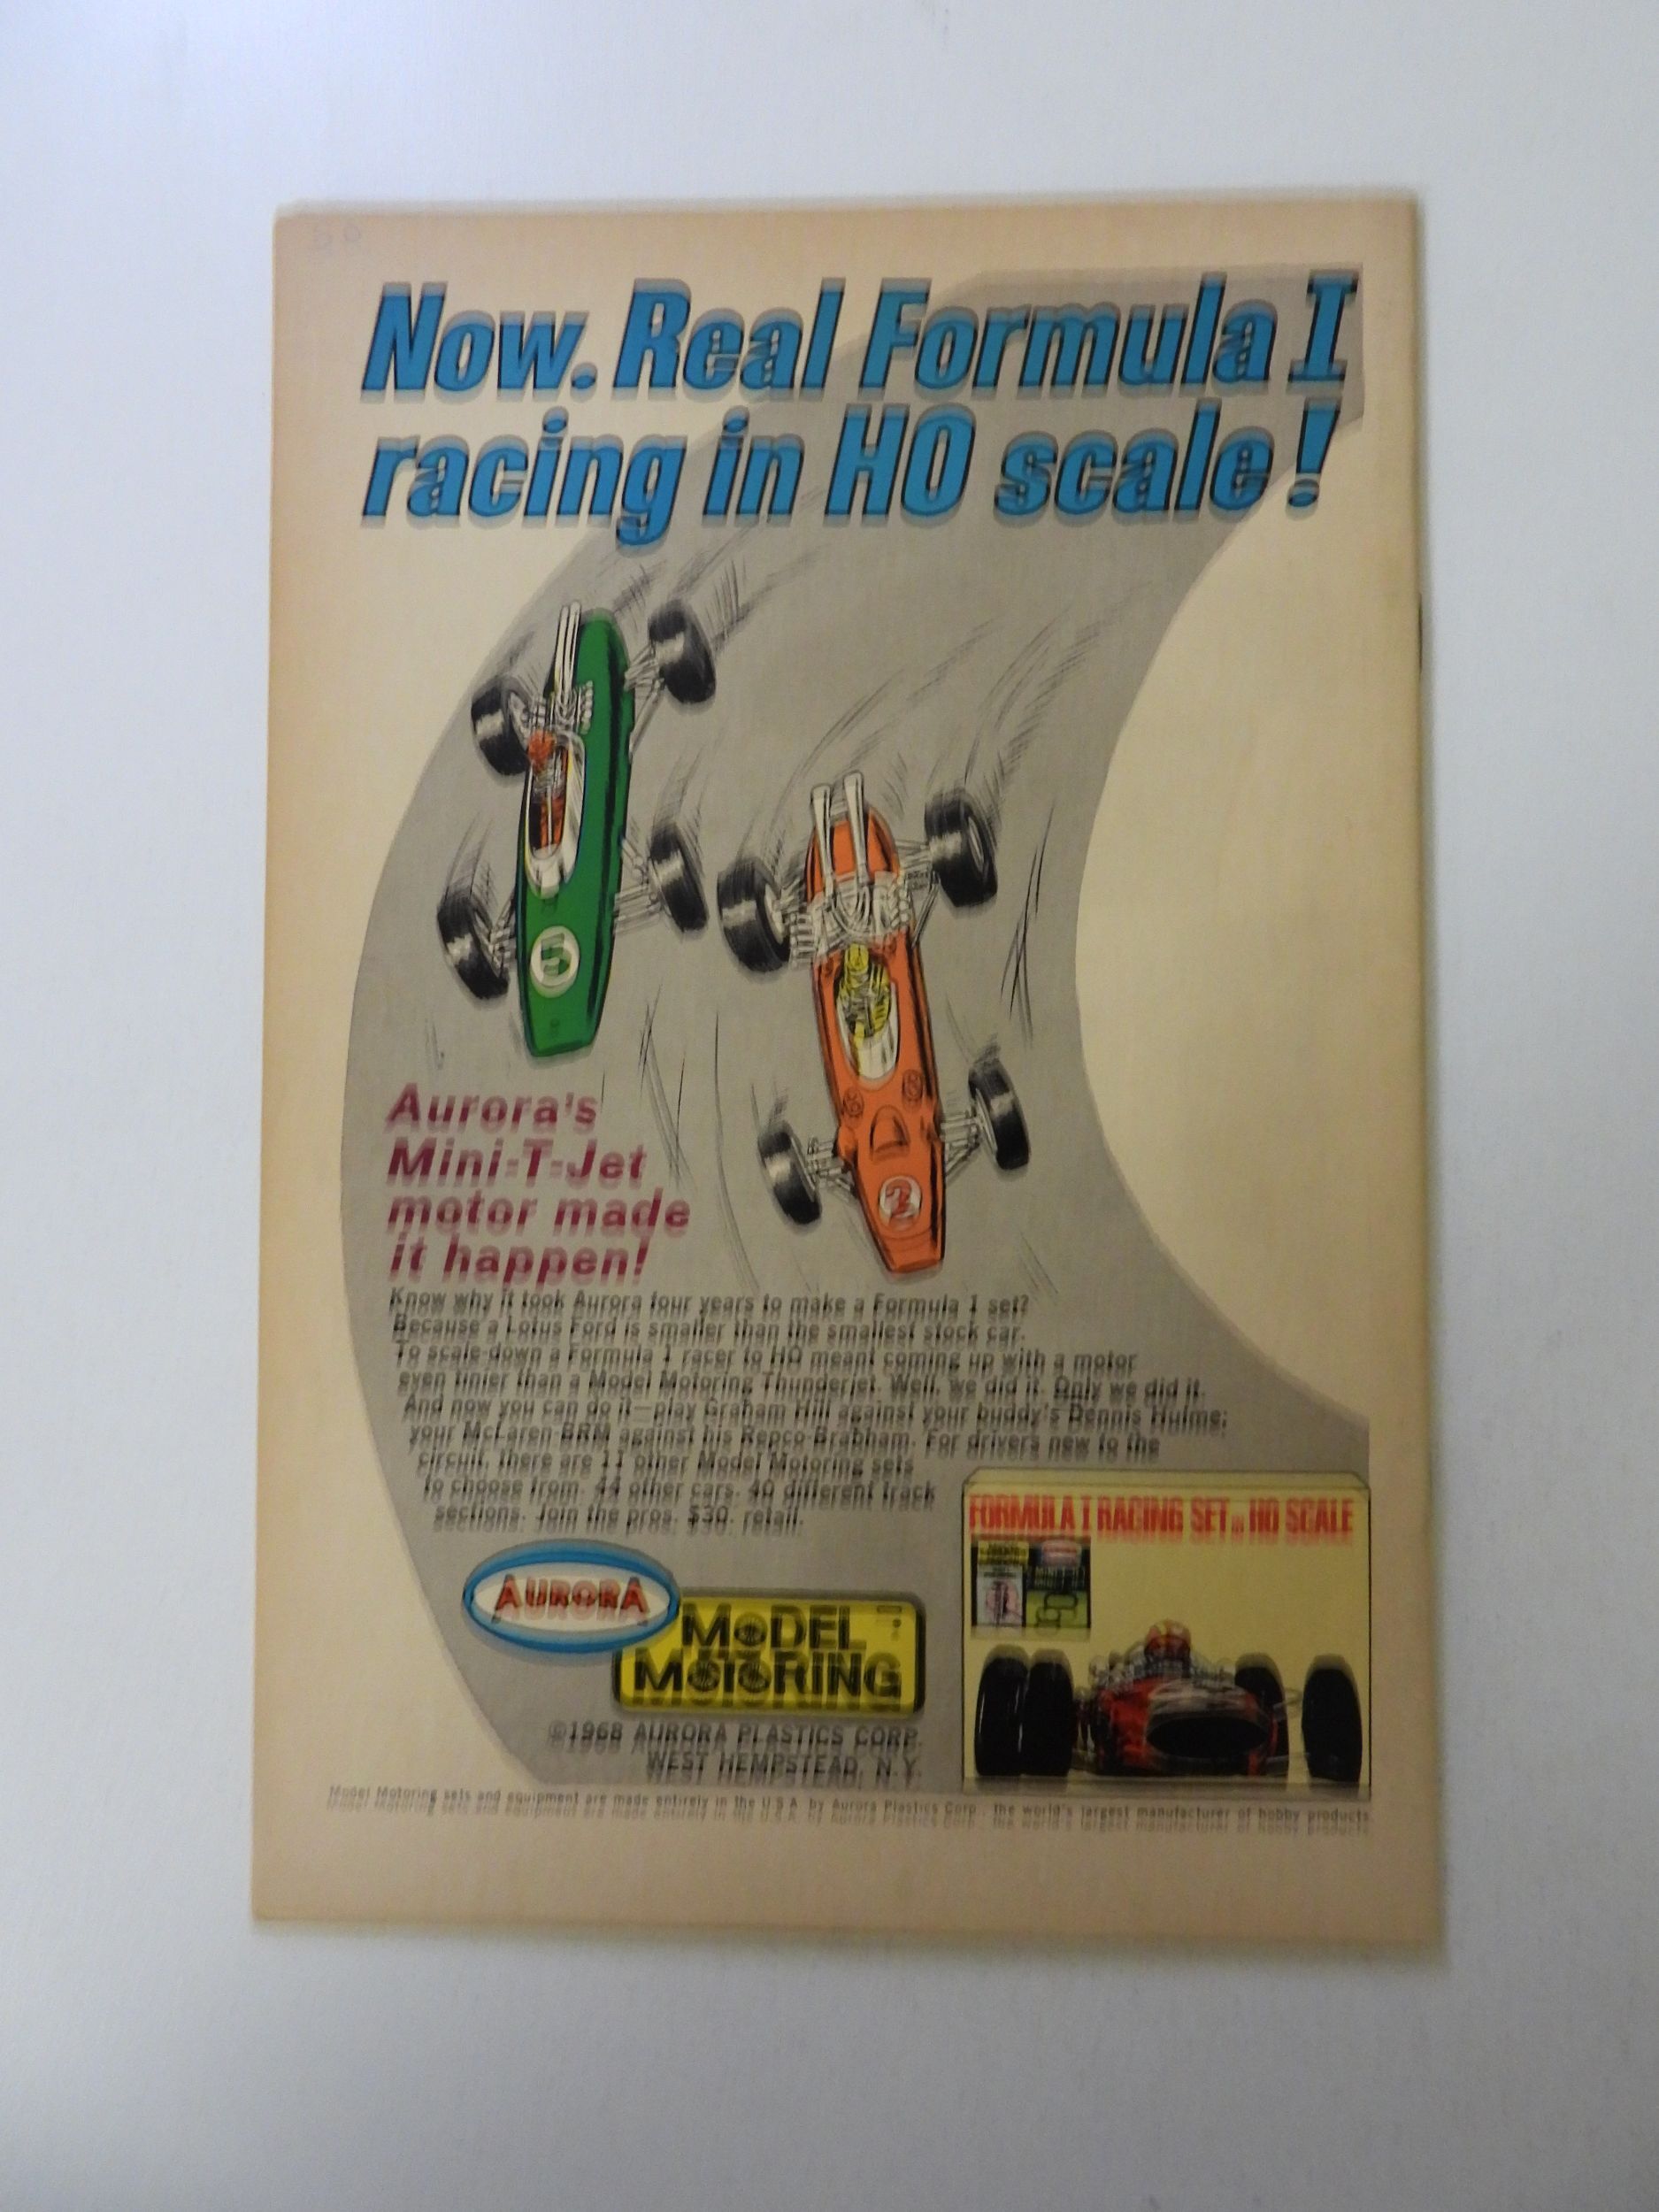 Now. Real Formula I
racing in HO scale!
5
2
Aurora's
Mini-T-Jet
motor made
it happen!
Know why it took Aurora four years to make a Formula 1 set?
Because a Lotus Ford is smaller than the smallest stock car.
To scale-down a Formula 1 racer to HO meant coming up with a motor
even tinier than a Model Motoring Thunderjet. Well, we did it. Only we did it.
And now you can do it—play Graham Hill against your buddy's Dennis Hulme;
your McLaren-BRM against his Repco-Brabham. For drivers new to the
circuit, there are 11 other Model Motoring sets
to choose from. 44 other cars. 40 different track
sections. Join the pros. $30. retail.
AURORA
MODEL
MOTORING
©1968 AURORA PLASTICS CORP.
WEST HEMPSTEAD, N.Y.
FORMULA I RACING SET in HO SCALE
Model Motoring sets and equipment are made entirely in the U.S.A. by Aurora Plastics Corp., the world's largest manufacturer of hobby products.